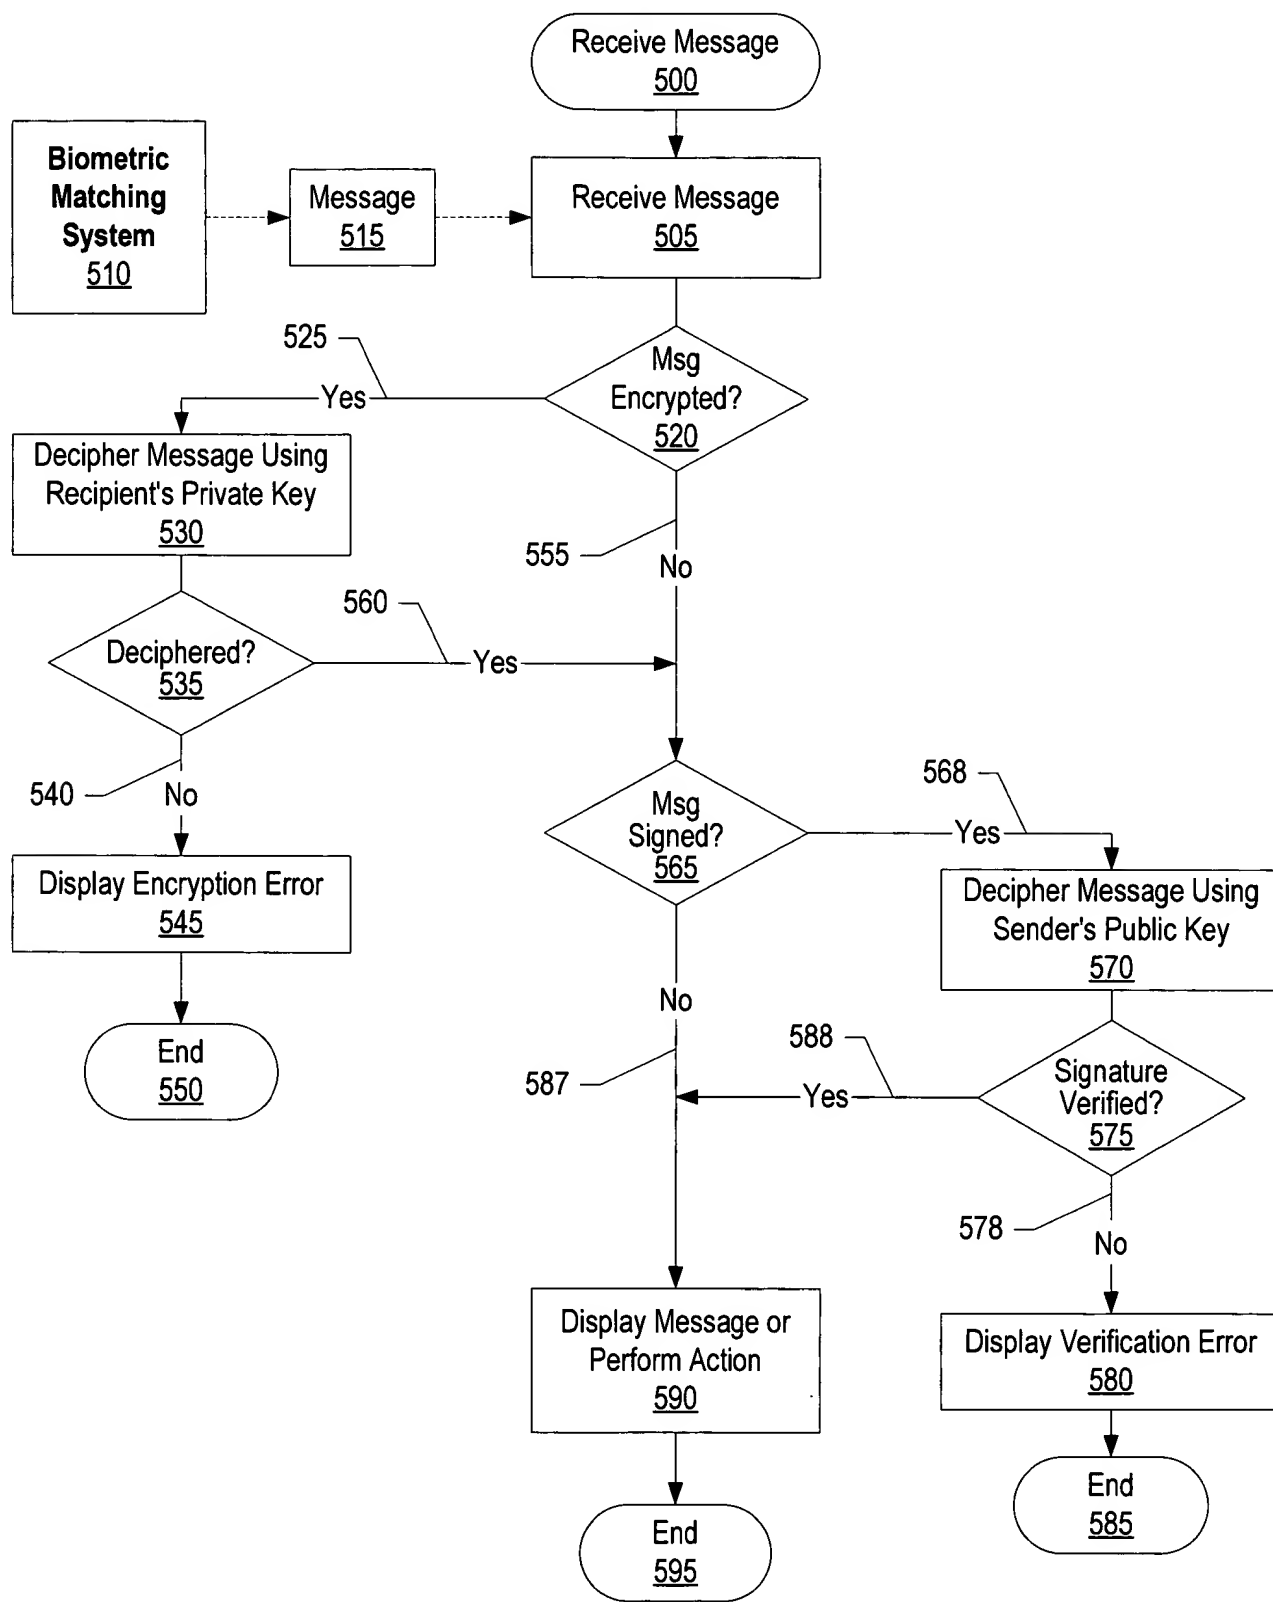 Receive Message
500
Biometric
Matching
System
510
Message
515
Receive Message
505
525
Yes
Msg
Encrypted?
520
Decipher Message Using
Recipient's Private Key
530
555
No
560
Deciphered?
535
Yes
540
No
Msg
Signed?
565
568
Yes
Display Encryption Error
545
Decipher Message Using
Sender's Public Key
570
End
550
No
587
588
Yes
Signature
Verified?
575
578
No
Display Message or
Perform Action
590
Display Verification Error
580
End
585
End
595